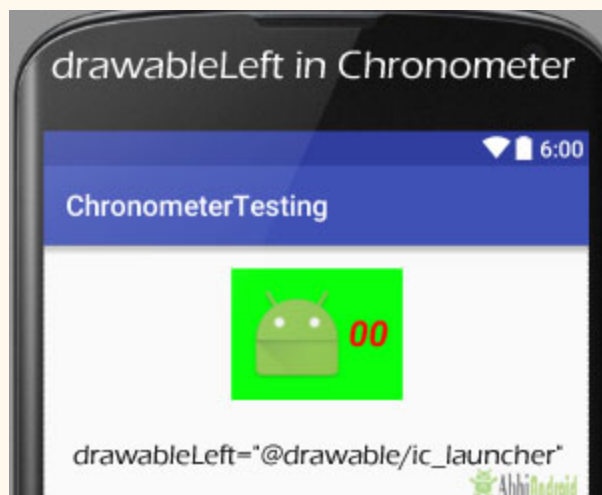 drawableLeft in Chronometer
6:00
ChronometerTesting
00
drawableLeft="@drawable/ic_launcher"
AbhiAndroid